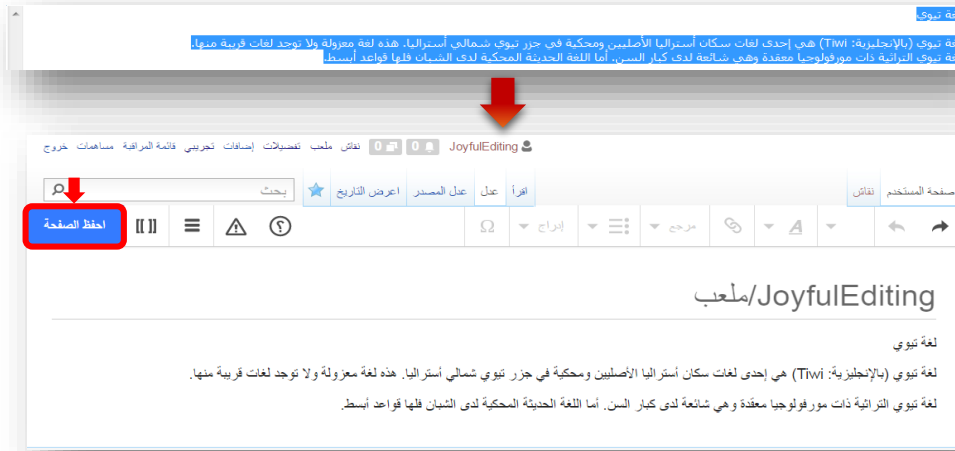 لغة تيوي
لغة تيوي (بالإنجليزية: Tiwi) هي إحدى لغات سكان أستراليا الأصليين ومحكية في جزر تيوي شمالي أستراليا. هذه لغة معزولة ولا توجد لغات قريبة منها.
لغة تيوي التراثية ذات مورفولوجيا معقدة وهي شائعة لدى كبار السن. أما اللغة الحديثة المحكية لدى الشبان فلها قواعد أبسط.
JoyfulEditing 0 0 نقاش ملعب تفضيلات إضافات تجريبي قائمة المراقبة مساهمات خروج
صفحة المستخدم نقاش اقرأ عدل عدل المصدر اعرض التاريخ بحث
مرجع إدراج Ω [[ ]] احفظ الصفحة
JoyfulEditing/ملعب
لغة تيوي
لغة تيوي (بالإنجليزية: Tiwi) هي إحدى لغات سكان أستراليا الأصليين ومحكية في جزر تيوي شمالي أستراليا. هذه لغة معزولة ولا توجد لغات قريبة منها.
لغة تيوي التراثية ذات مورفولوجيا معقدة وهي شائعة لدى كبار السن. أما اللغة الحديثة المحكية لدى الشبان فلها قواعد أبسط.